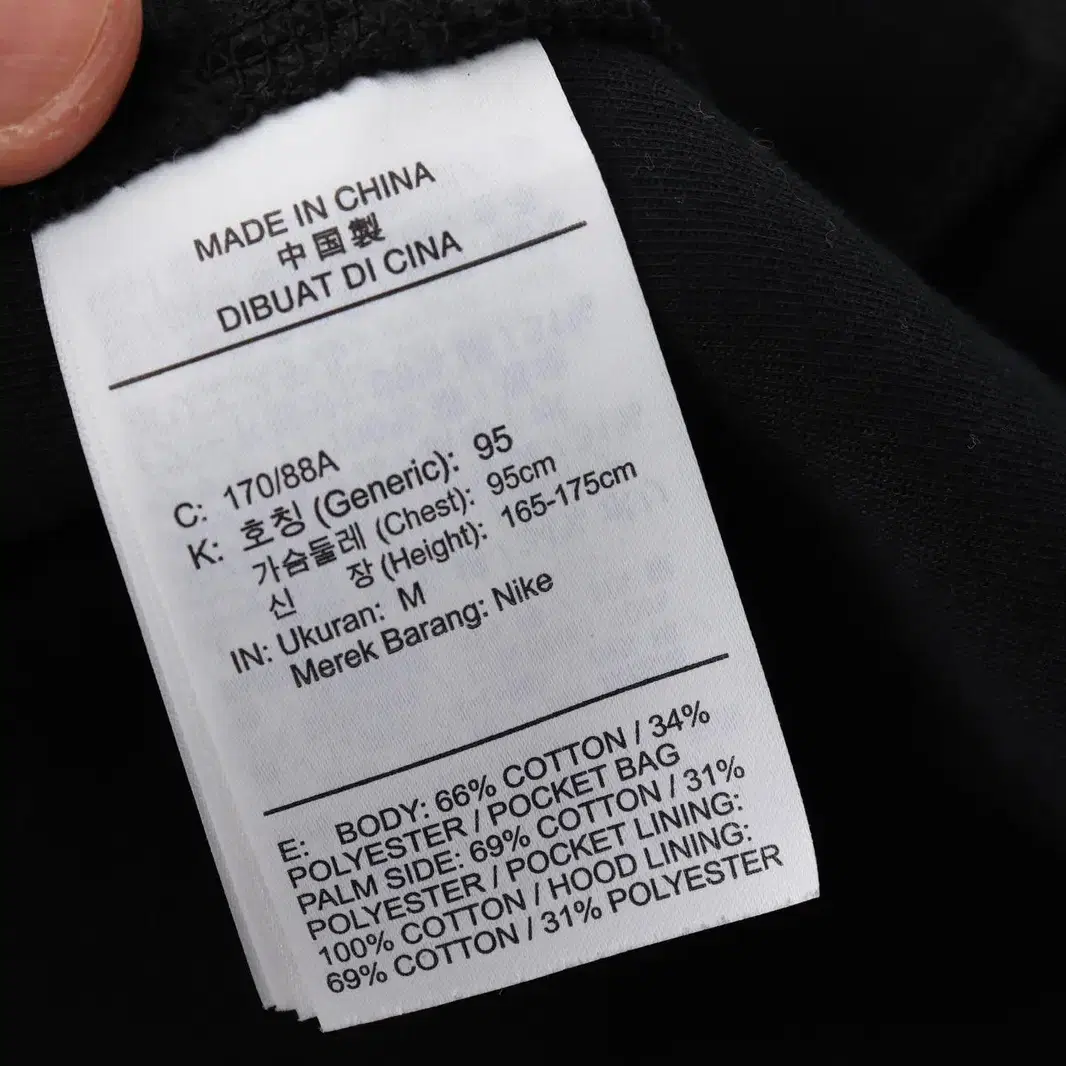 MADE IN CHINA
中国製
DIBUAT DI CINA
C: 170/88A
K: 호칭 (Generic): 95
가슴둘레 (Chest): 95cm
신 장 (Height): 165-175cm
IN: Ukuran: M
Merek Barang: Nike
E: BODY: 66% COTTON / 34%
POLYESTER / POCKET BAG
PALM SIDE: 69% COTTON / 31%
POLYESTER / POCKET LINING:
100% COTTON / HOOD LINING:
69% COTTON / 31% POLYESTER